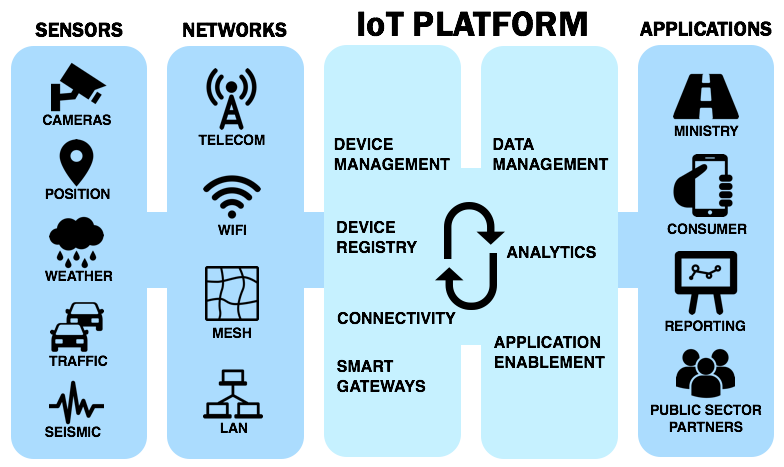 SENSORS
CAMERAS
POSITION
WEATHER
TRAFFIC
SEISMIC
NETWORKS
TELECOM
WIFI
MESH
LAN
IoT PLATFORM
DEVICE
MANAGEMENT
DEVICE
REGISTRY
CONNECTIVITY
SMART
GATEWAYS
DATA
MANAGEMENT
ANALYTICS
APPLICATION
ENABLEMENT
APPLICATIONS
MINISTRY
CONSUMER
REPORTING
PUBLIC SECTOR
PARTNERS